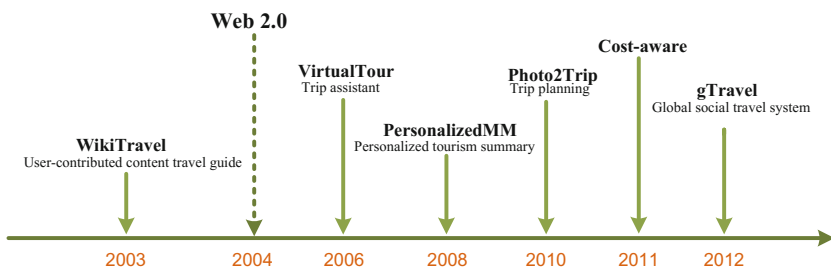 Web 2.0
Cost-aware
VirtualTour
Trip assistant
Photo2Trip
Trip planning
gTravel
Global social travel system
PersonalizedMM
Personalized tourism summary
WikiTravel
User-contributed content travel guide
2003 2004 2006 2008 2010 2011 2012